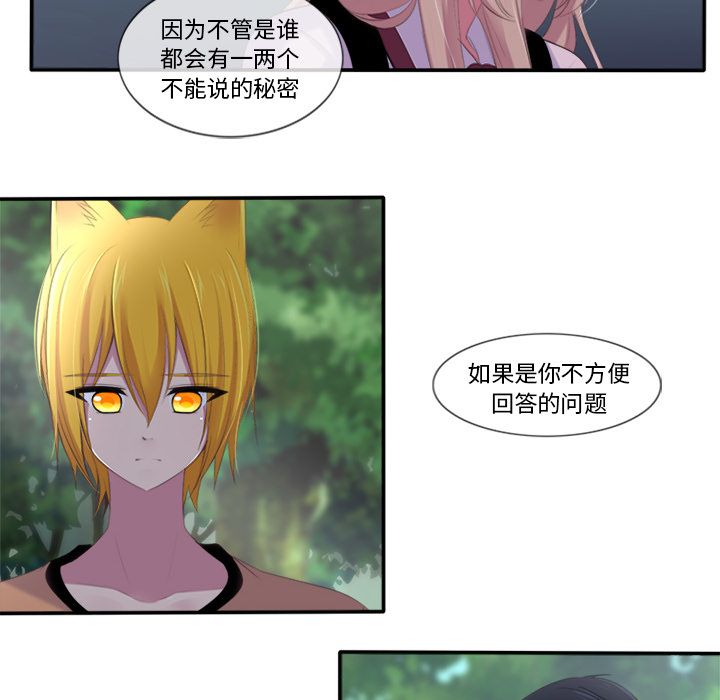 因为不管是谁
都会有一两个
不能说的秘密
如果是你不方便
回答的问题